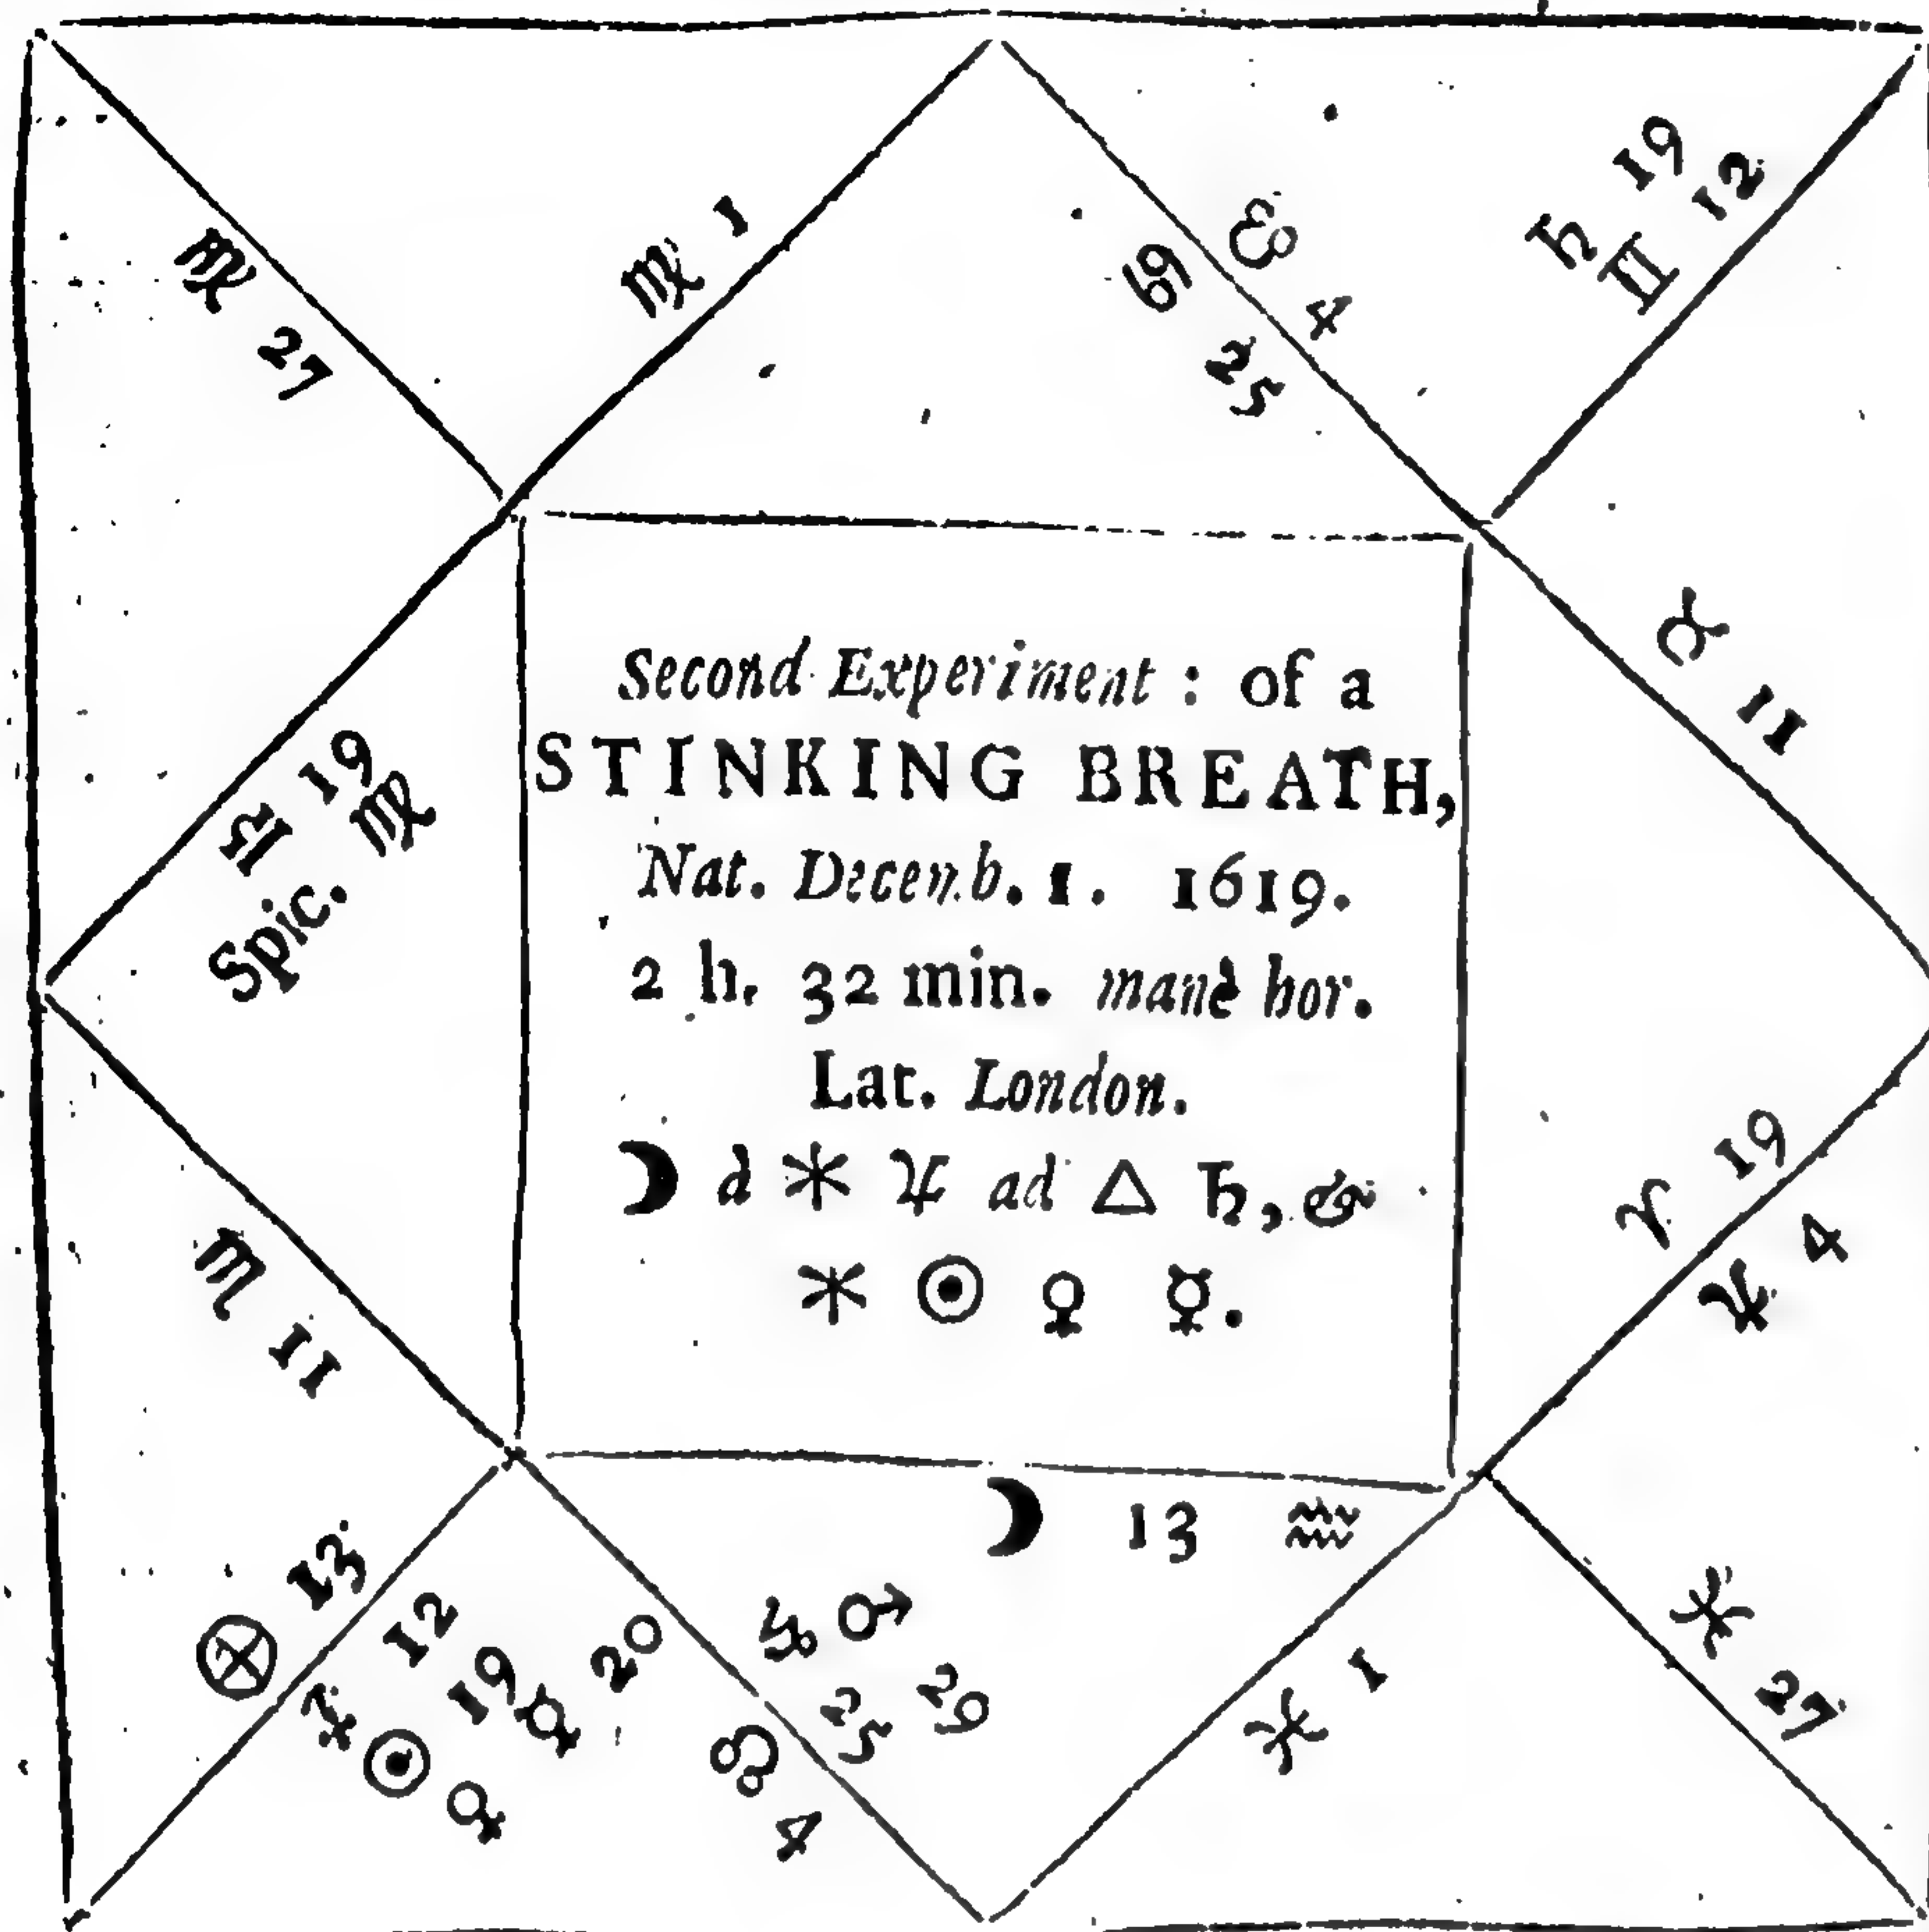 ♍ 27
♍ 1
♋ 25
☋ 4
♄ 19
♊ 12
♉ 11
Second Experiment : of a
STINKING BREATH,
Nat. Decemb. 1. 1619.
2 h. 32 min. manè hor.
Lat. London.
☽ à ⚹ ♃ ad △ ♄, &
⚹ ☉ ♀ ☿.
♎ 19
Spic. ♍
♈ 19
♃ 4
♏ 11
☽ 13 ♒
⊗ 13
♐ 12
☉ 19
♀ ☿ 20
☊ 4
♑ 25
♂ 29
♓ 1
♓ 27